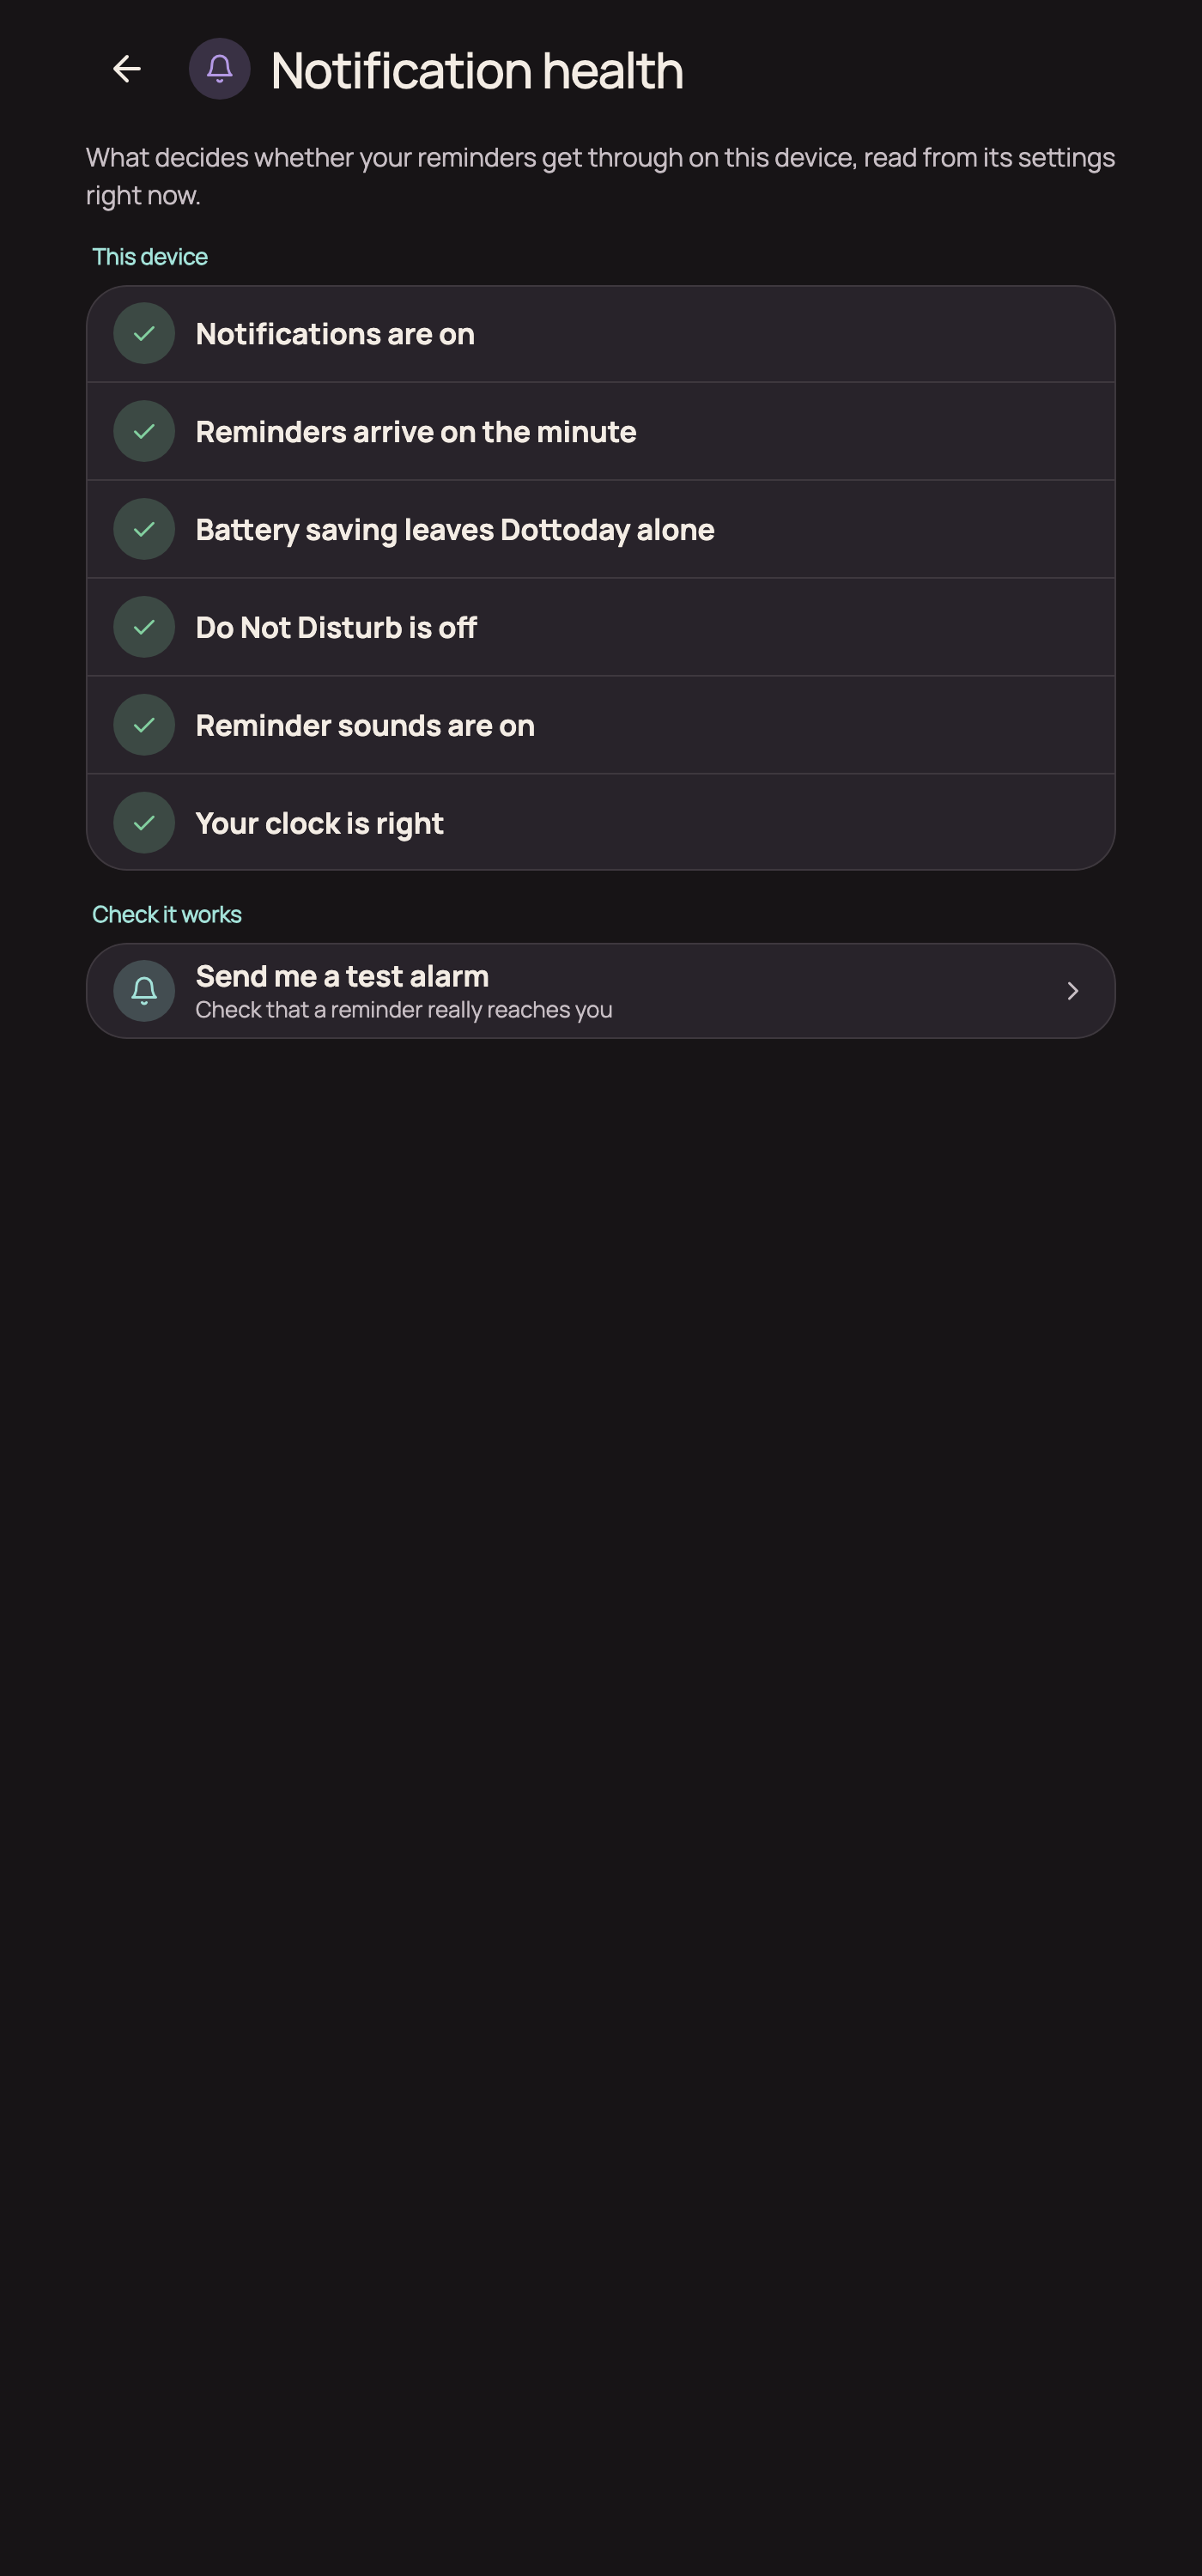 Notification health
What decides whether your reminders get through on this device, read from its settings
right now.
This device
Notifications are on
Reminders arrive on the minute
Battery saving leaves Dottoday alone
Do Not Disturb is off
Reminder sounds are on
Your clock is right
Check it works
Send me a test alarm
Check that a reminder really reaches you